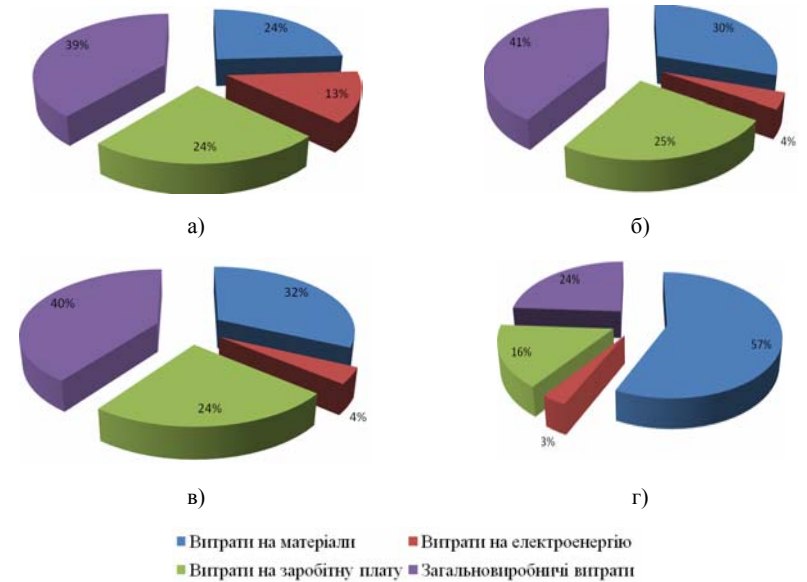 39%
24%
13%
24%
а)
41%
30%
4%
25%
б)
40%
32%
4%
24%
в)
24%
57%
16%
3%
г)
Витрати на матеріали
Витрати на електроенергію
Витрати на заробітну плату
Загальновиробничі витрати